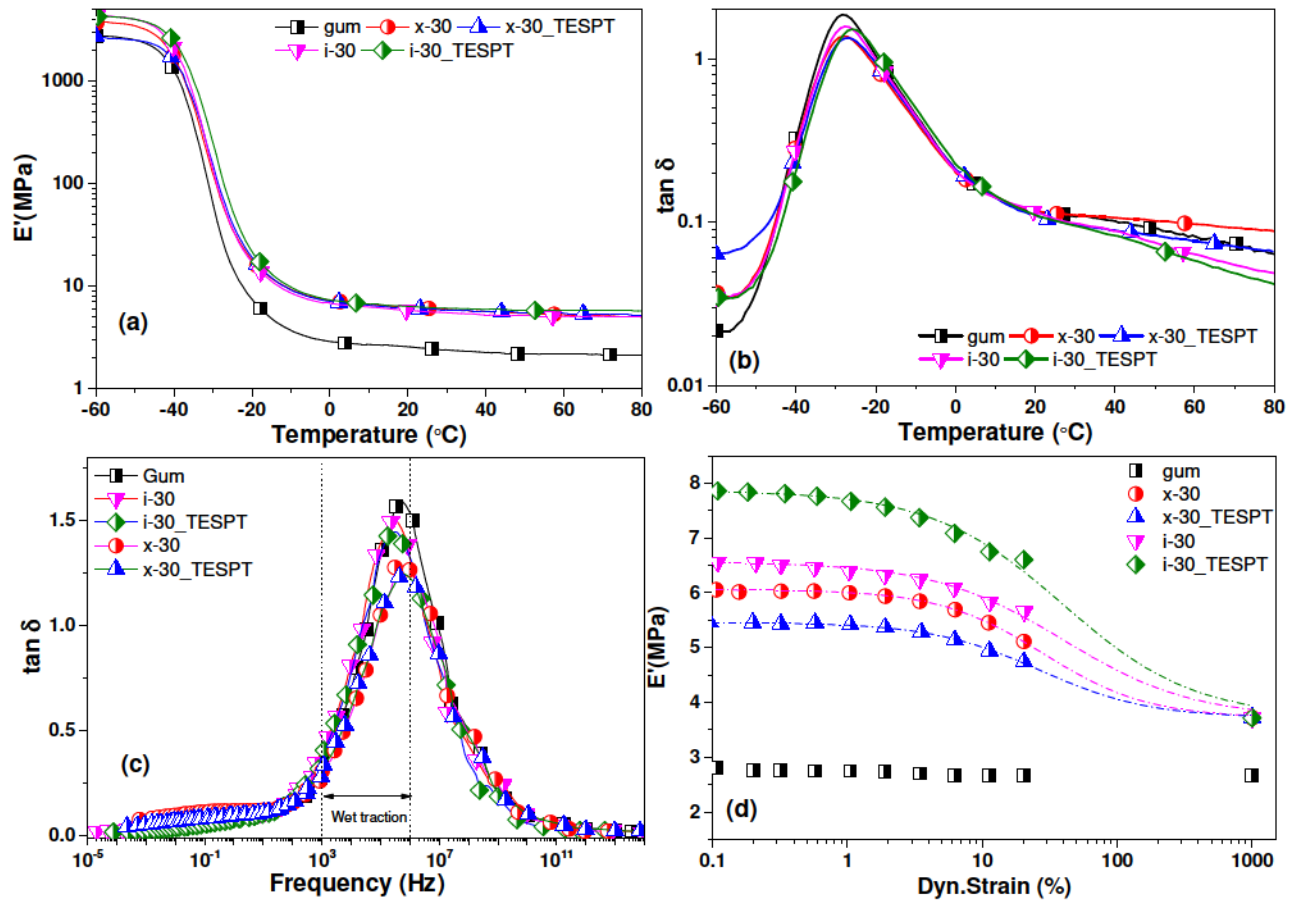 gum x-30 x-30_TESPT
i-30 i-30_TESPT
1000
100
10
1
E'(MPa)
(a)
-60 -40 -20 0 20 40 60 80
Temperature (°C)
1
0.1
0.01
tan δ
gum x-30 x-30_TESPT
i-30 i-30_TESPT
(b)
-60 -40 -20 0 20 40 60 80
Temperature (°C)
Gum
i-30
i-30_TESPT
x-30
x-30_TESPT
1.5
1.0
0.5
0.0
tan δ
(c)
Wet traction
10-5 10-1 103 107 1011
Frequency (Hz)
gum
x-30
x-30_TESPT
i-30
i-30_TESPT
8
7
6
5
4
3
2
E'(MPa)
(d)
0.1 1 10 100 1000
Dyn.Strain (%)